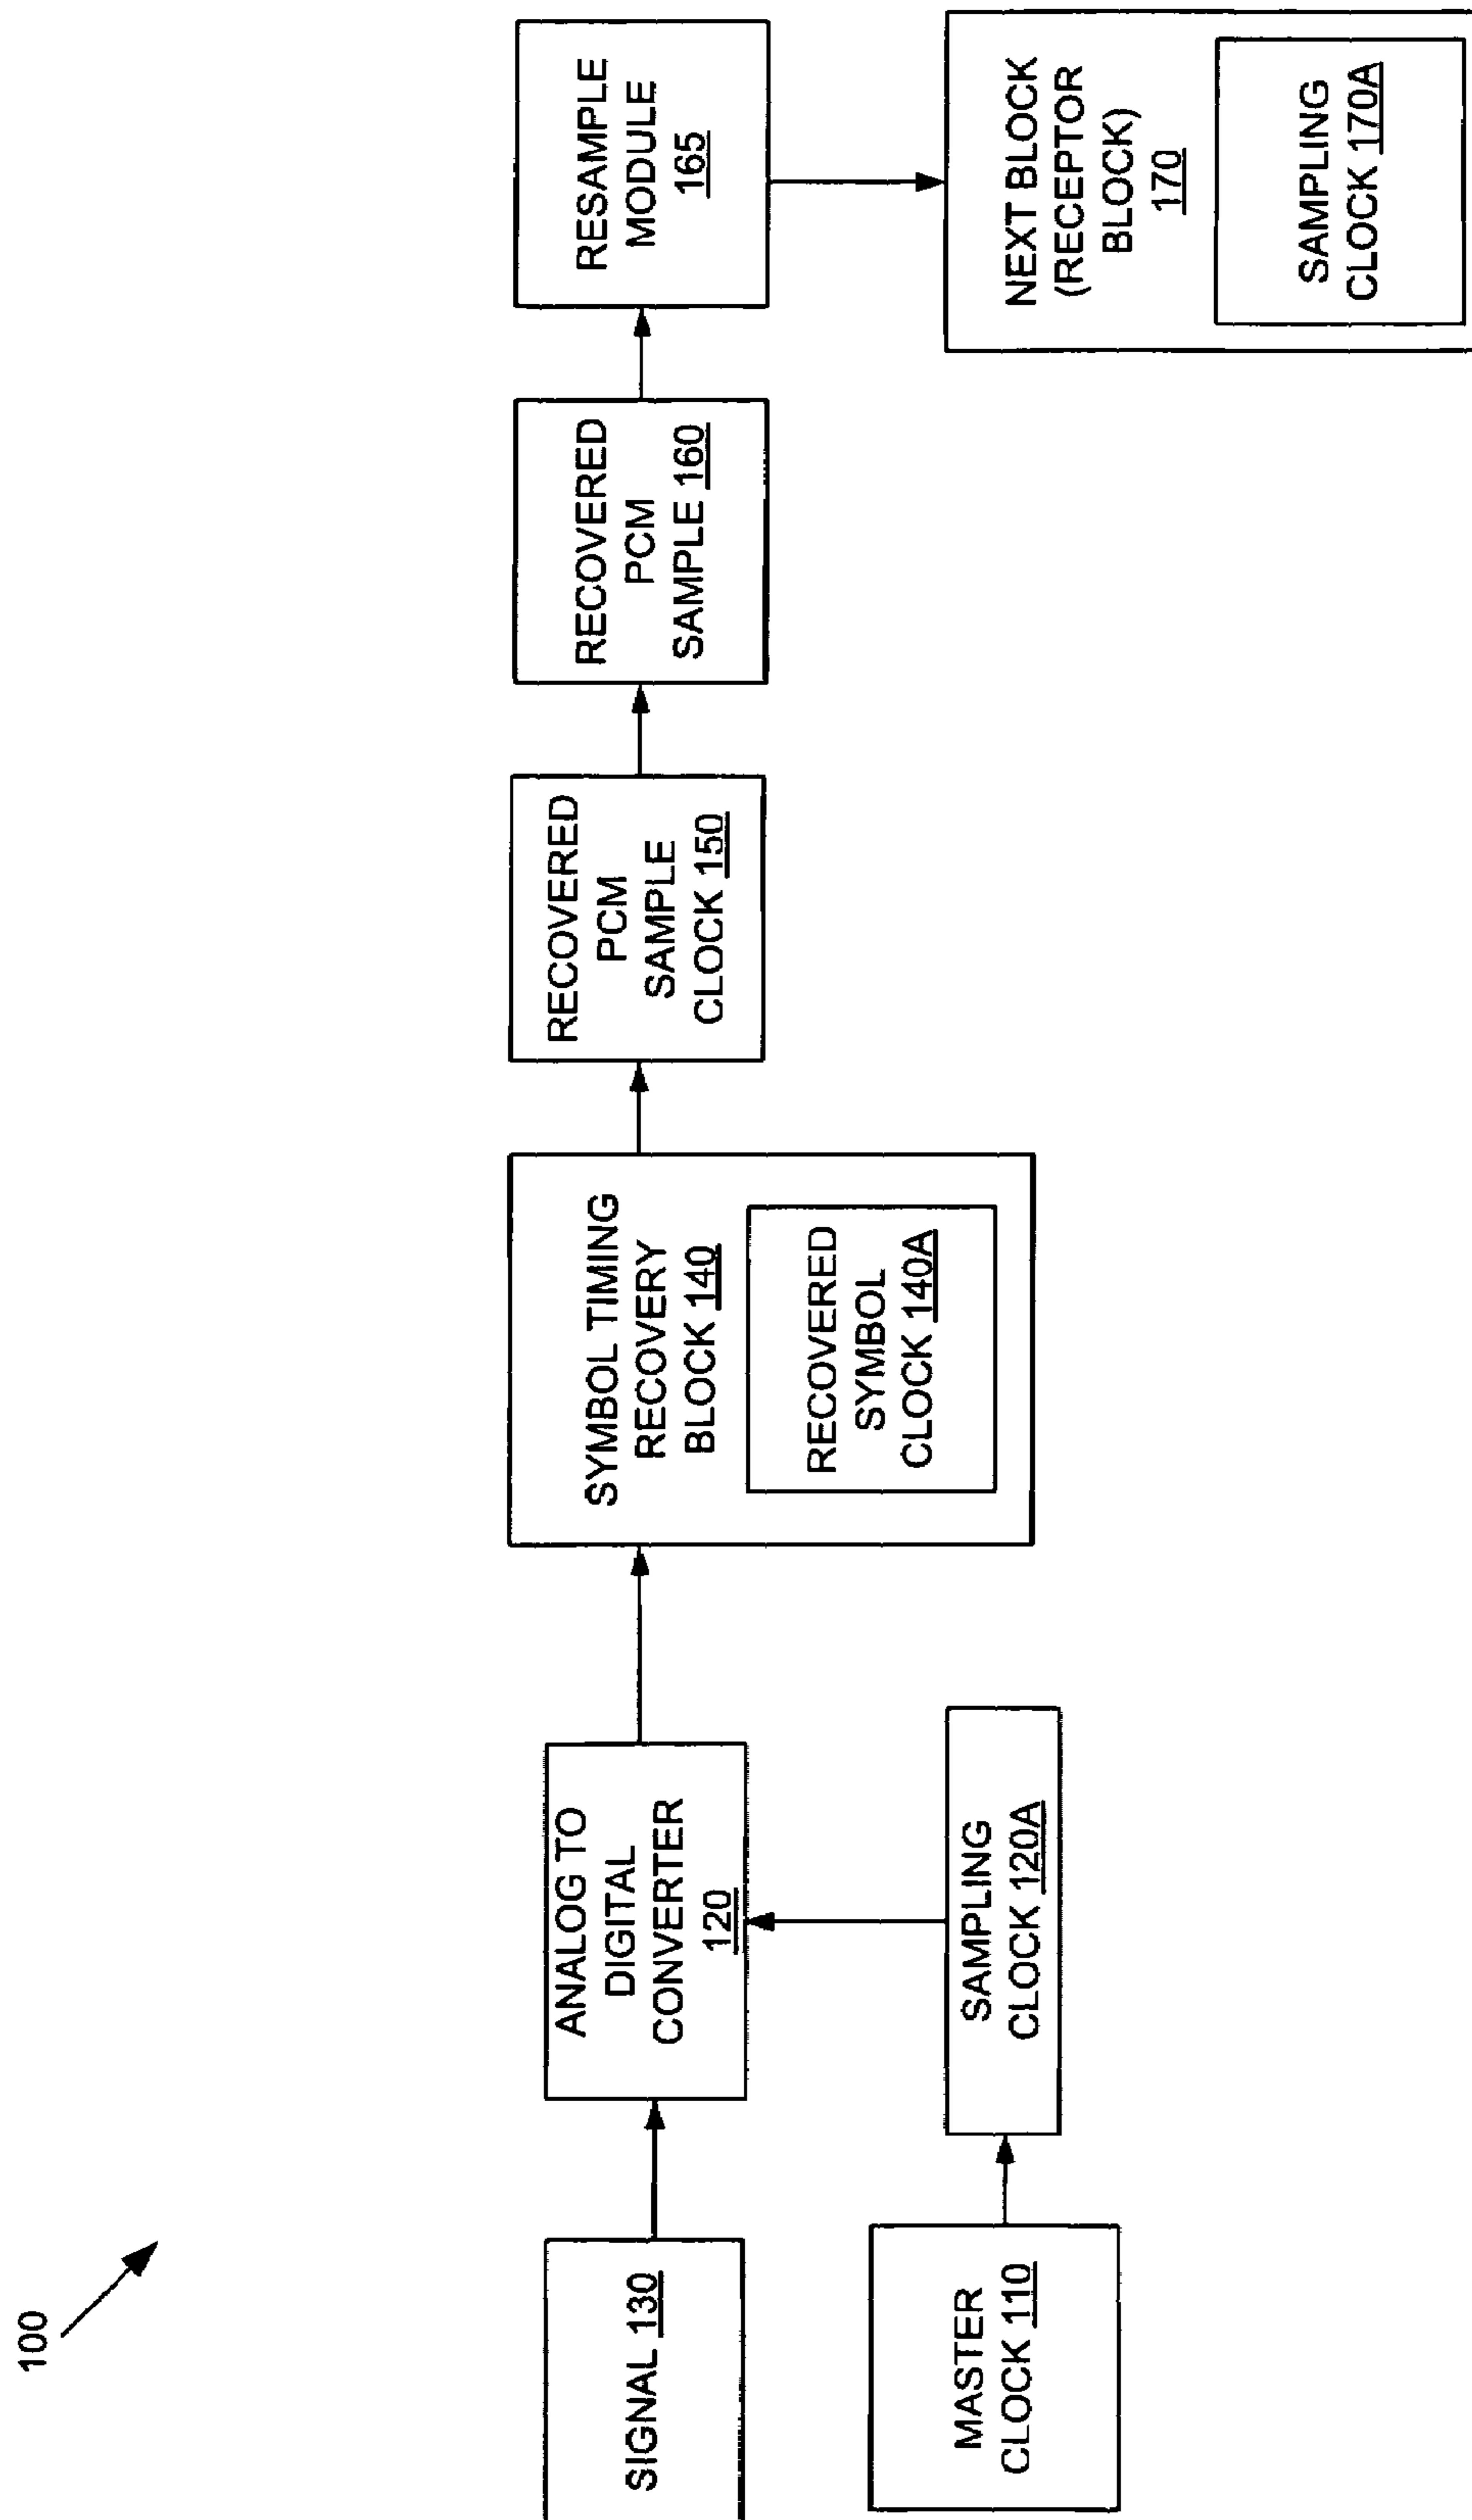 100
SIGNAL 130
MASTER
CLOCK 110
ANALOG TO
DIGITAL
CONVERTER
120
SAMPLING
CLOCK 120A
SYMBOL TIMING
RECOVERY
BLOCK 140
RECOVERED
SYMBOL
CLOCK 140A
RECOVERED
PCM
SAMPLE
CLOCK 150
RECOVERED
PCM
SAMPLE 160
RESAMPLE
MODULE
165
NEXT BLOCK
(RECEPTOR
BLOCK)
170
SAMPLING
CLOCK 170A